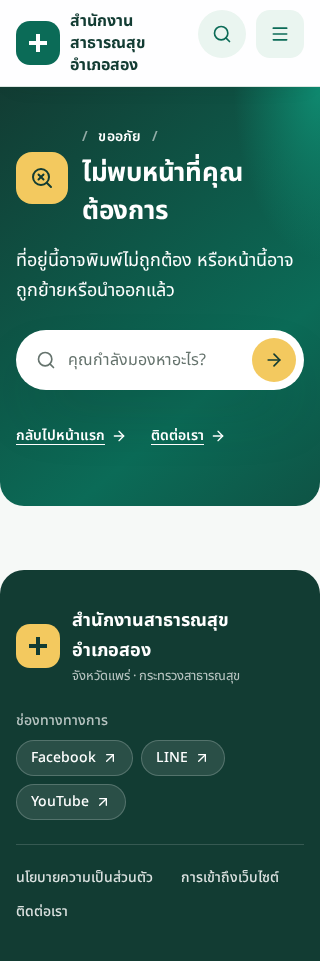 สำนักงาน
สาธารณสุข
อำเภอสอง
/ ขออภัย /
ไม่พบหน้าที่คุณ
ต้องการ
ที่อยู่นี้อาจพิมพ์ไม่ถูกต้อง หรือหน้านี้อาจ
ถูกย้ายหรือนำออกแล้ว
คุณกำลังมองหาอะไร?
กลับไปหน้าแรก
ติดต่อเรา
สำนักงานสาธารณสุข
อำเภอสอง
จังหวัดแพร่ · กระทรวงสาธารณสุข
ช่องทางทางการ
Facebook
LINE
YouTube
นโยบายความเป็นส่วนตัว
การเข้าถึงเว็บไซต์
ติดต่อเรา